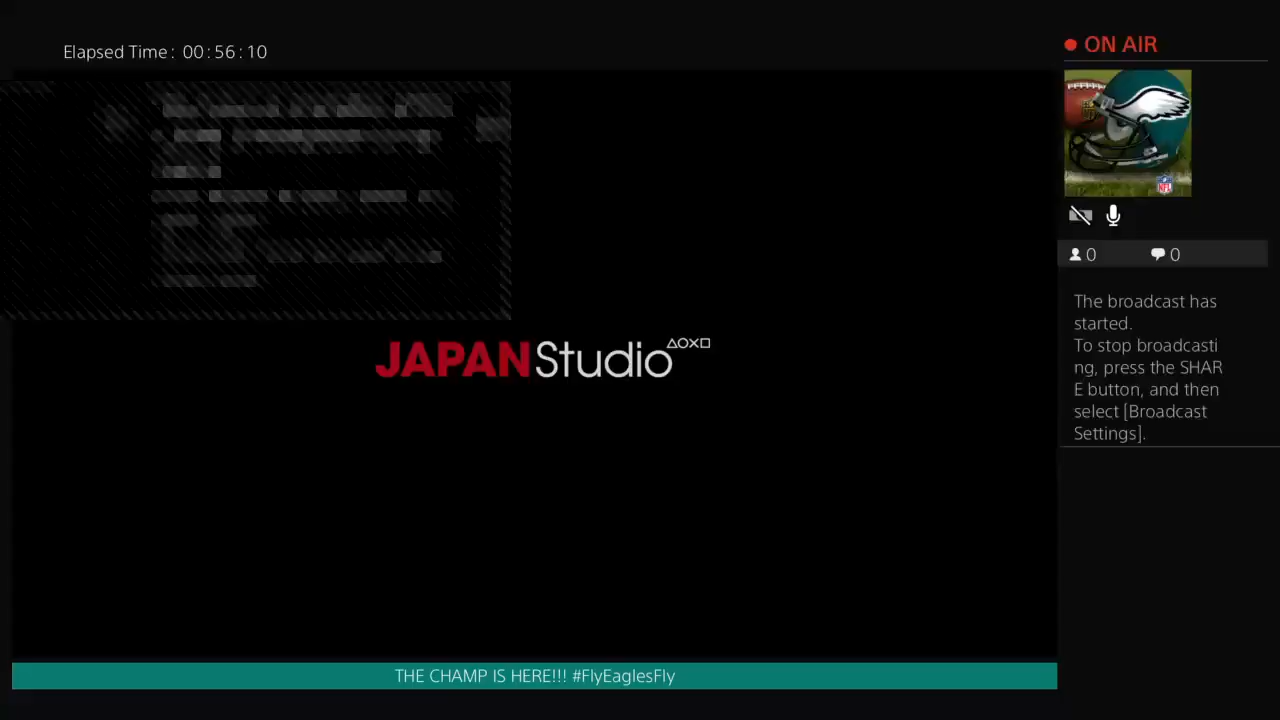 Elapsed Time: 00:56:10
ON AIR
NFL
0 0
The broadcast has
started.
To stop broadcasti
ng, press the SHAR
E button, and then
select [Broadcast
Settings].
JAPANStudio
THE CHAMP IS HERE!!! #FlyEaglesFly